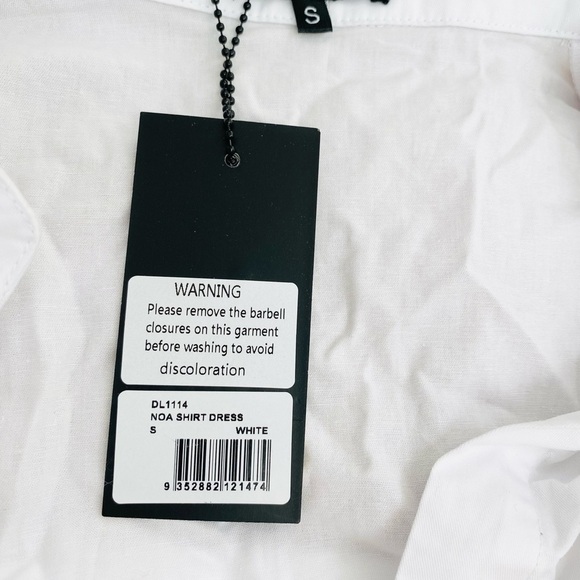 S
WARNING
Please remove the barbell
closures on this garment
before washing to avoid
discoloration
DL1114
NOA SHIRT DRESS
S WHITE
9 352882 121474